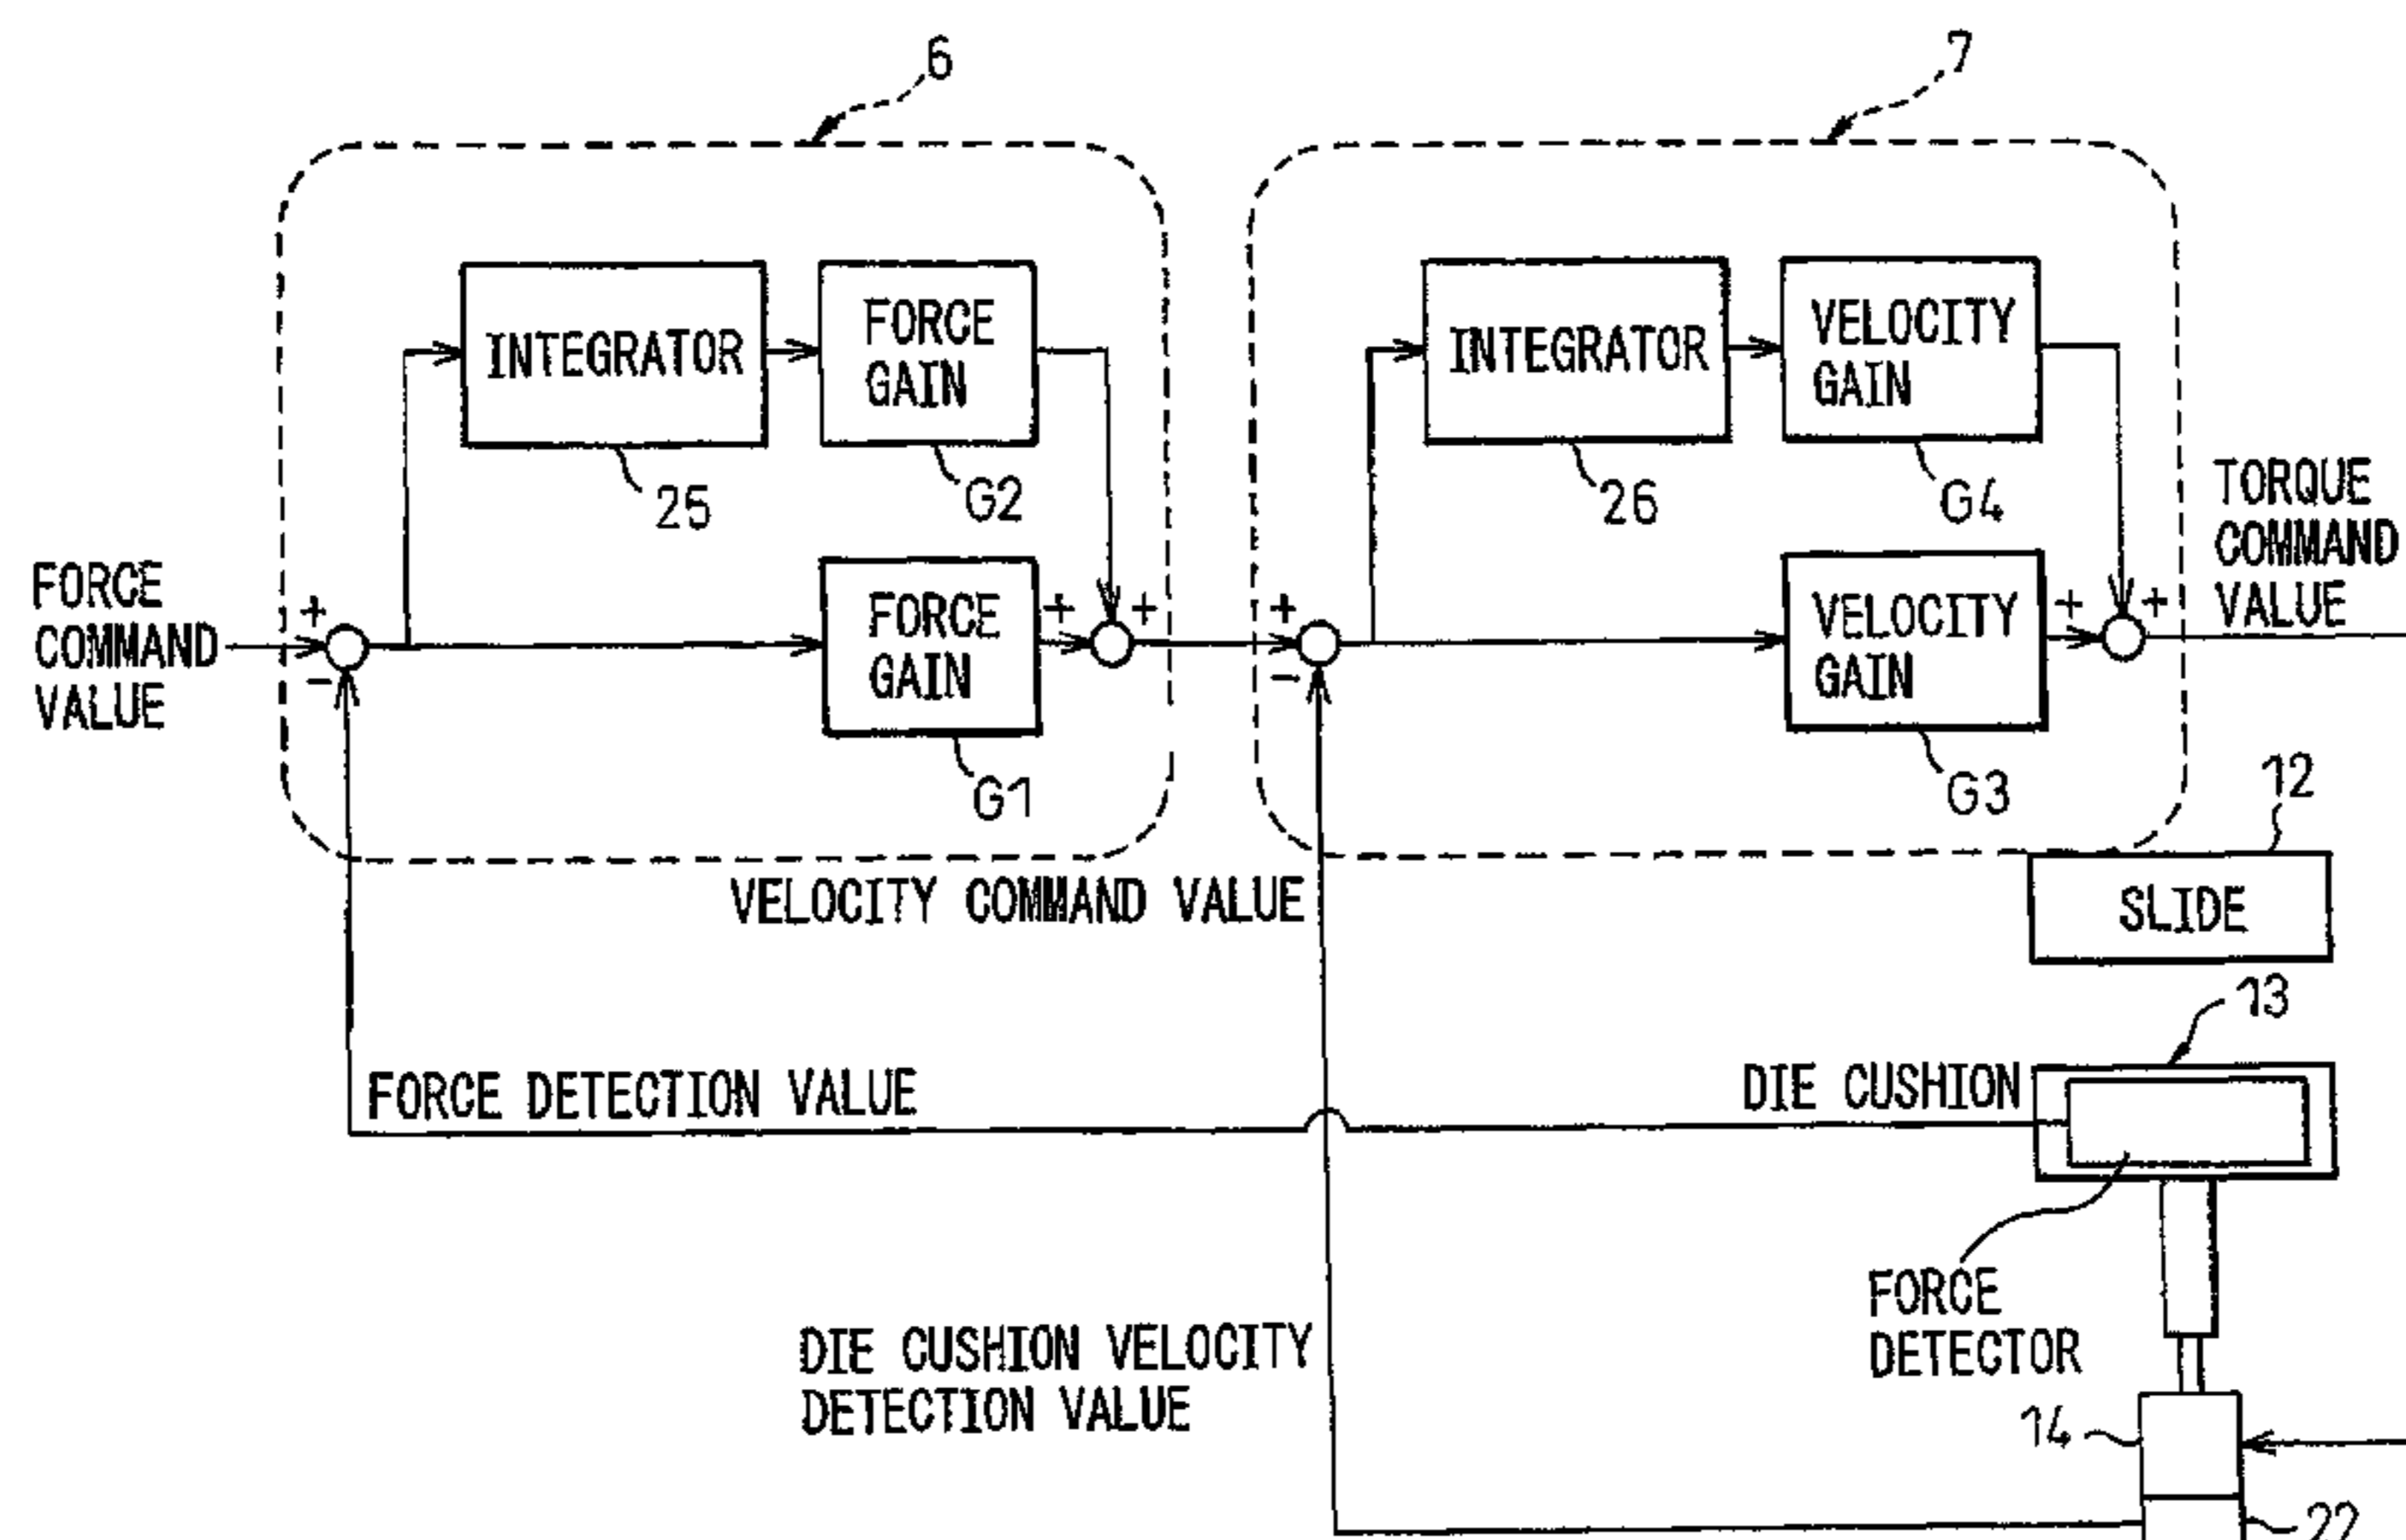 6
7
INTEGRATOR
FORCE
GAIN
25
G2
INTEGRATOR
VELOCITY
GAIN
26
G4
FORCE
COMMAND
VALUE
+
-
FORCE
GAIN
G1
+
+
+
-
VELOCITY
GAIN
G3
+
+
TORQUE
COMMAND
VALUE
VELOCITY COMMAND VALUE
12
SLIDE
13
FORCE DETECTION VALUE
DIE CUSHION
FORCE
DETECTOR
DIE CUSHION VELOCITY
DETECTION VALUE
14
22